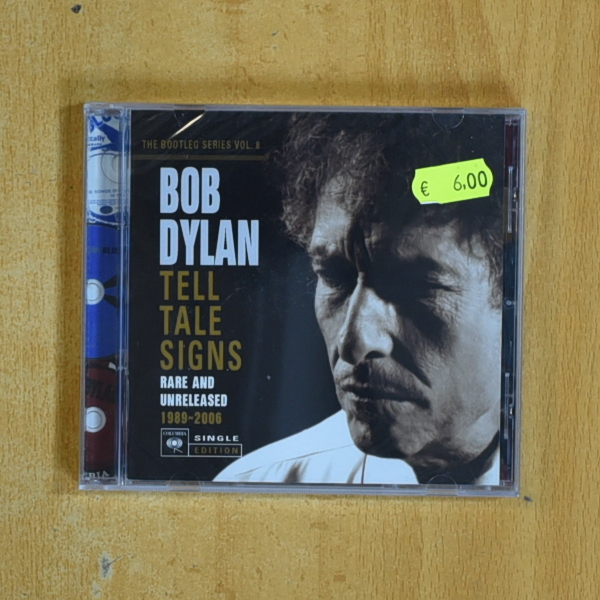 THE BOOTLEG SERIES VOL. 8
€ 6,00
BOB
DYLAN
TELL
TALE
SIGNS
RARE AND
UNRELEASED
1989~2006
COLUMBIA
SINGLE
EDITION